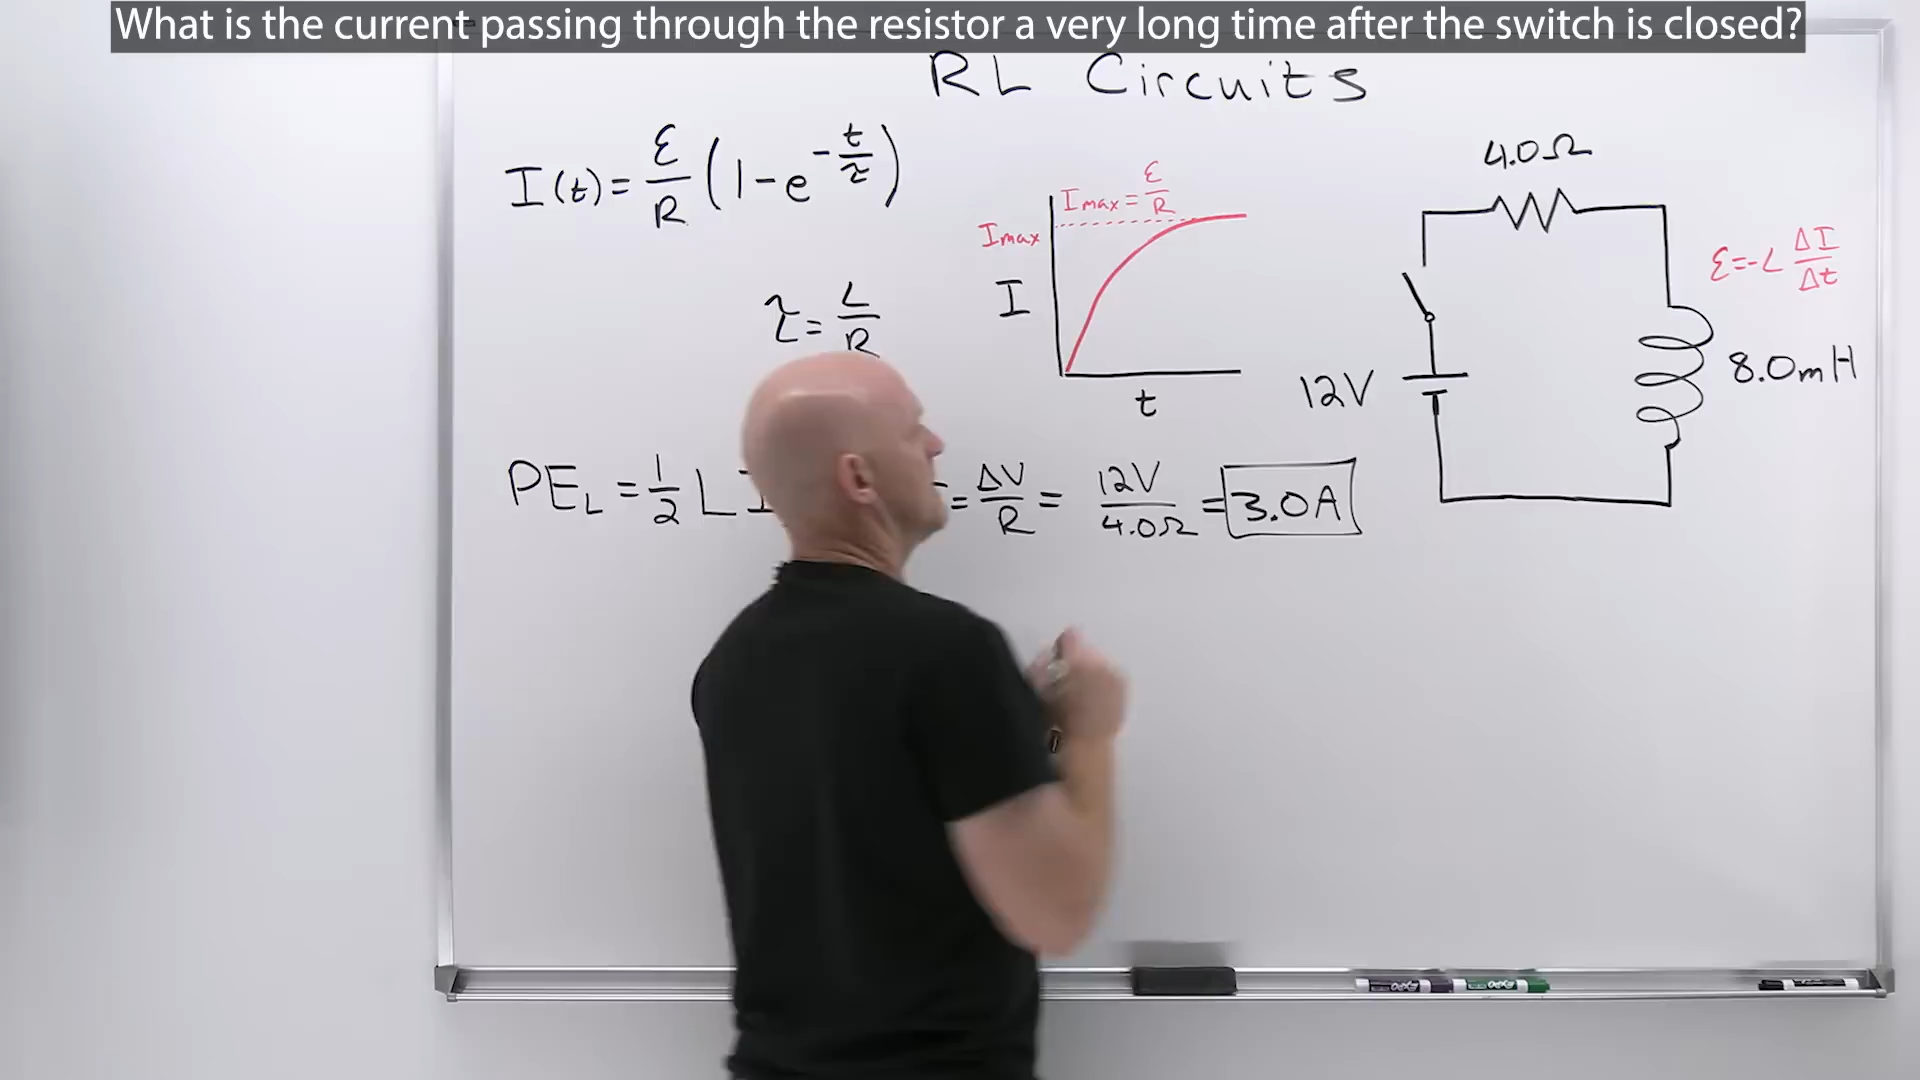 What is the current passing through the resistor a very long time after the switch is closed?
RL Circuits
I(t) = ε/R (1 - e^(-t/τ))
τ = L/R
PE_L = 1/2 L I
= ΔV/R = 12V/4.0Ω = 3.0A
Imax = ε/R
Imax
I
t
4.0Ω
ε = -L ΔI/Δt
12V
8.0mH